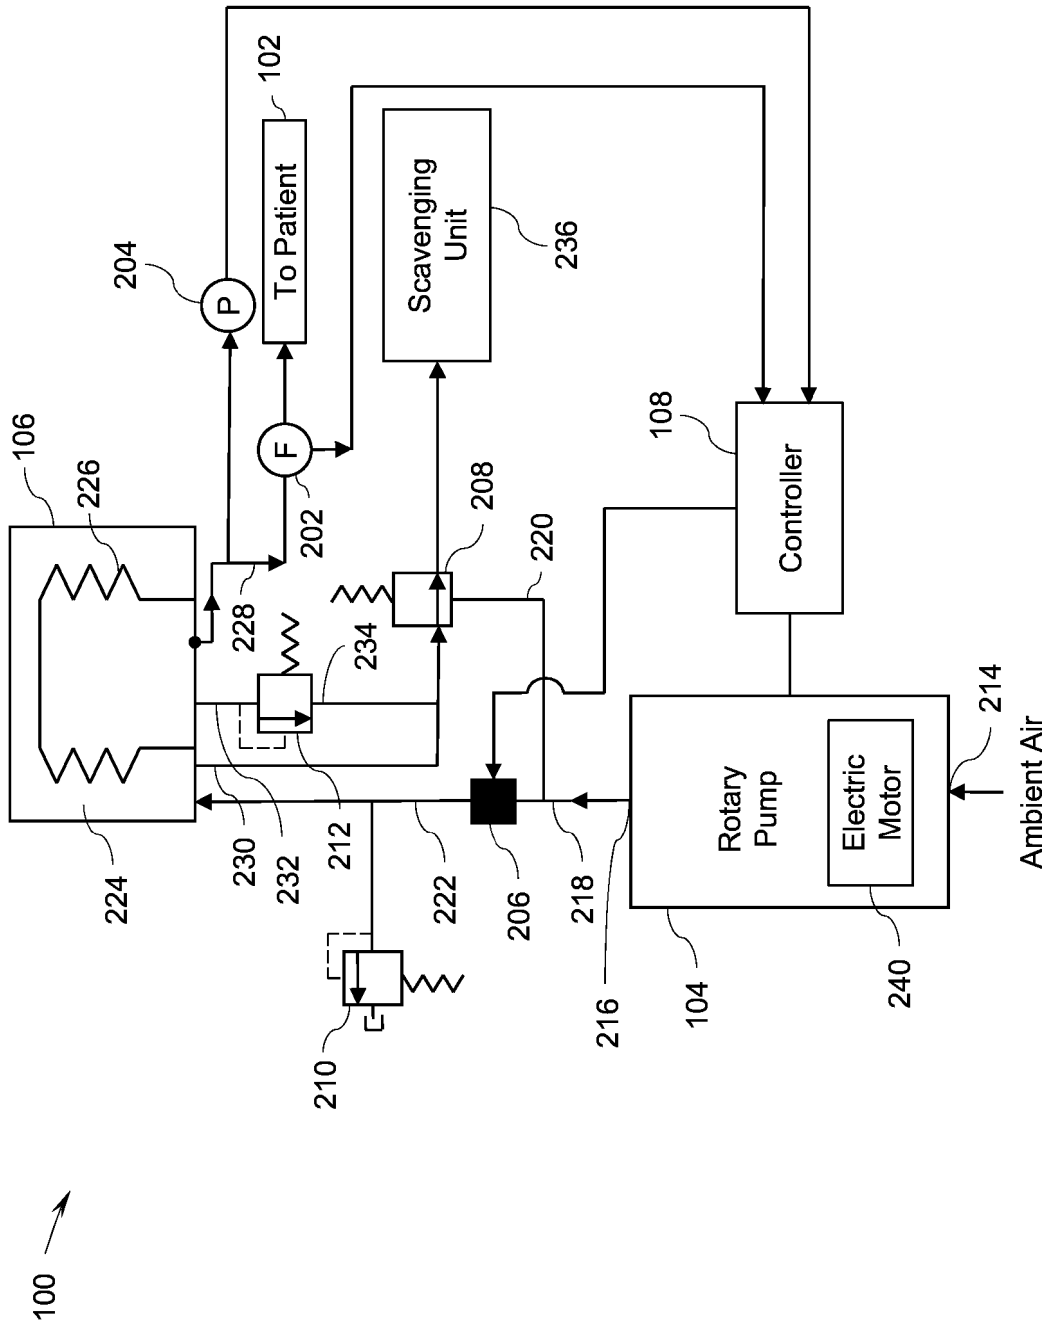 100
106
226
224
204
P
102
To Patient
F
202
228
234
230
232
212
210
208
220
Scavenging
Unit
236
222
206
218
216
108
Controller
Rotary
Pump
Electric
Motor
104
240
214
Ambient Air